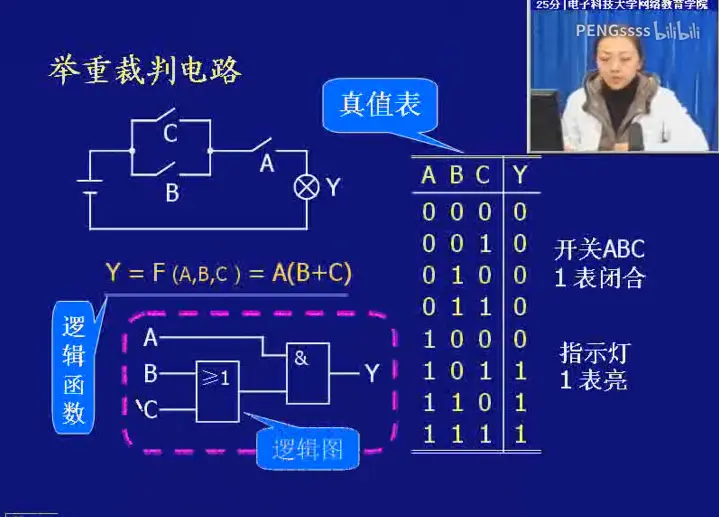 25分 电子科技大学网络教育学院
PENGssss bilibili
举重裁判电路
真值表
C
A
B
Y
A B C Y
0 0 0 0
0 0 1 0
0 1 0 0
0 1 1 0
1 0 0 0
1 0 1 1
1 1 0 1
1 1 1 1
开关ABC
1表闭合
指示灯
1表亮
Y = F (A,B,C) = A(B+C)
逻辑函数
A
B
C
≥1
&
Y
逻辑图